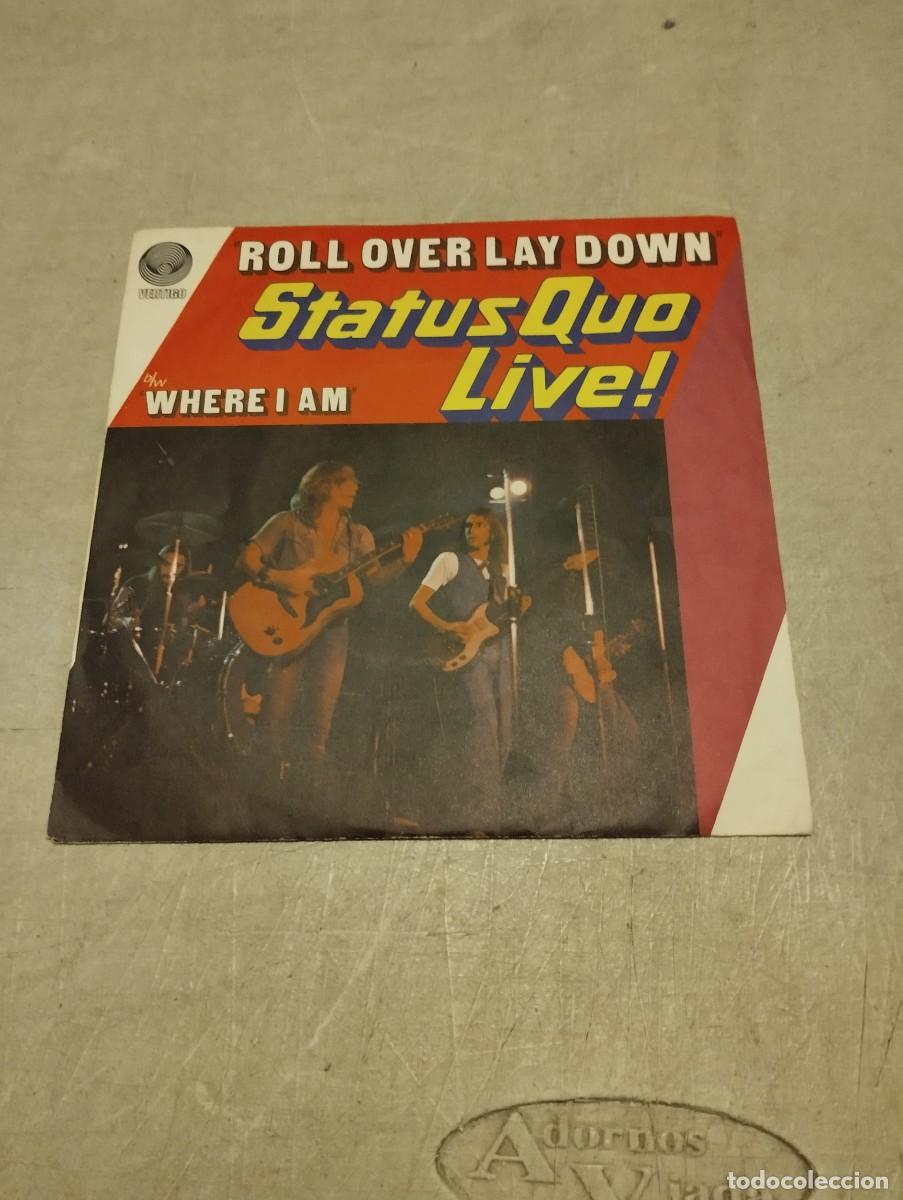 "ROLL OVER LAY DOWN"
VERTIGO
Status Quo
Live!
b/w
"WHERE I AM"
Adornos
todocoleccion